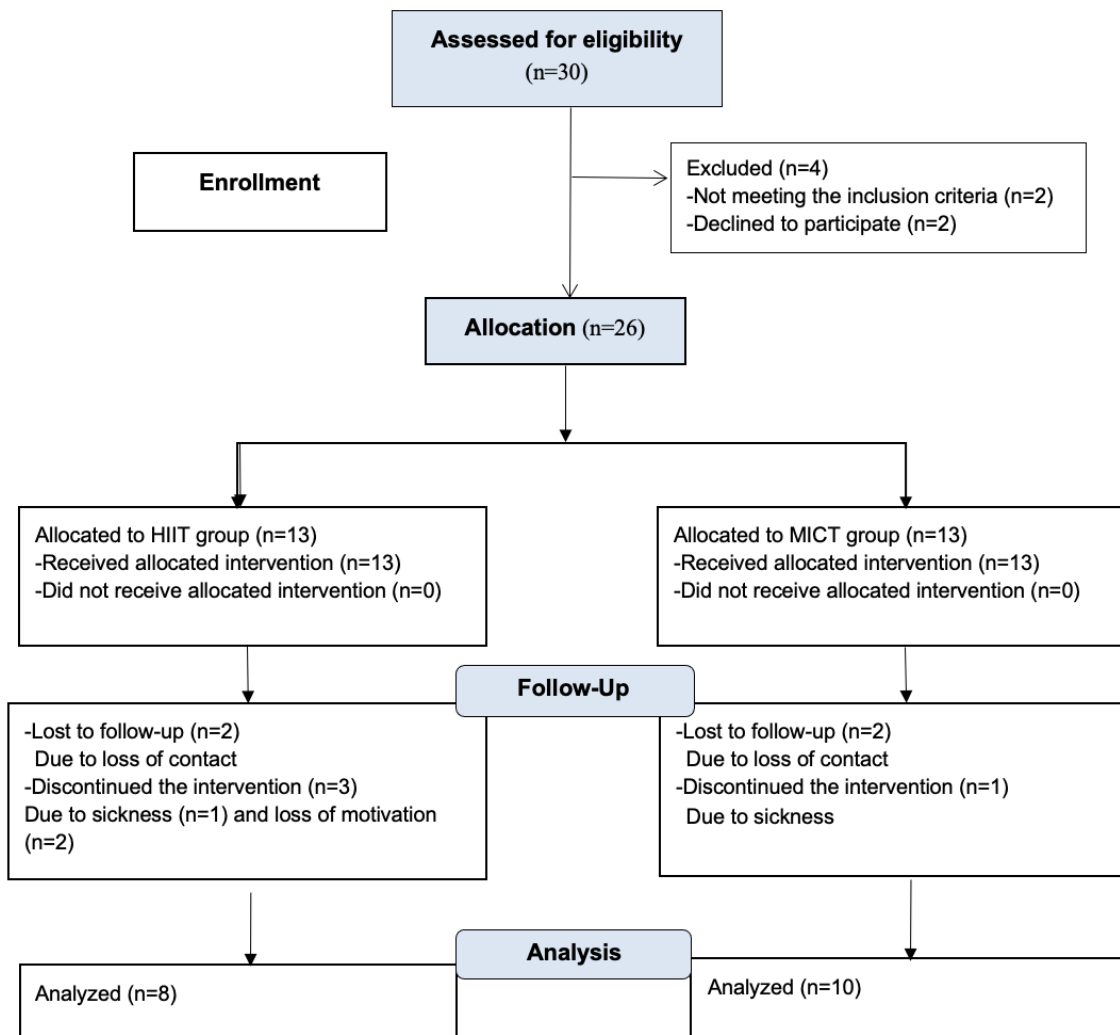 Assessed for eligibility
(n=30)
Enrollment
Excluded (n=4)
-Not meeting the inclusion criteria (n=2)
-Declined to participate (n=2)
Allocation (n=26)
Allocated to HIIT group (n=13)
-Received allocated intervention (n=13)
-Did not receive allocated intervention (n=0)
Allocated to MICT group (n=13)
-Received allocated intervention (n=13)
-Did not receive allocated intervention (n=0)
Follow-Up
-Lost to follow-up (n=2)
Due to loss of contact
-Discontinued the intervention (n=3)
Due to sickness (n=1) and loss of motivation
(n=2)
-Lost to follow-up (n=2)
Due to loss of contact
-Discontinued the intervention (n=1)
Due to sickness
Analysis
Analyzed (n=8)
Analyzed (n=10)